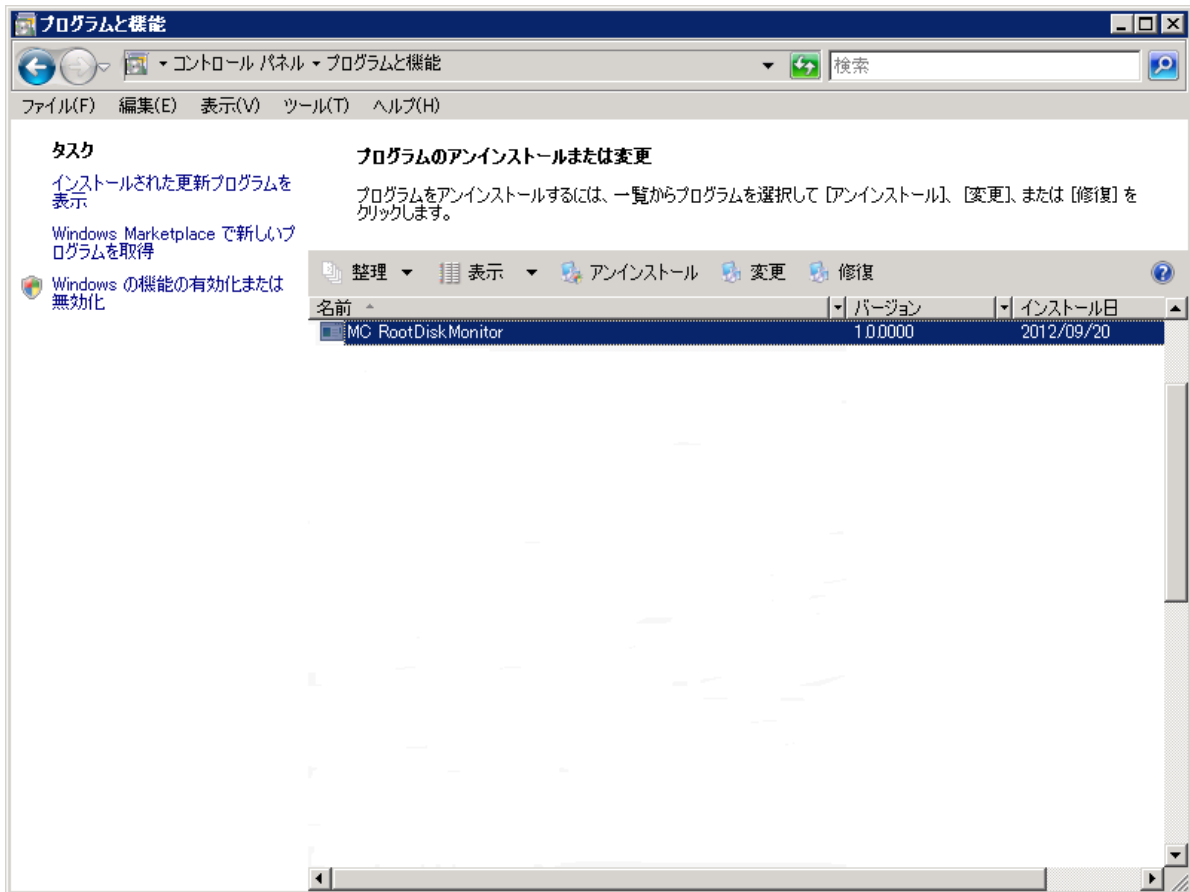 プログラムと機能
コントロール パネル プログラムと機能
検索
ファイル(F) 編集(E) 表示(V) ツール(T) ヘルプ(H)
タスク
インストールされた更新プログラムを
表示
Windows Marketplace で新しいプ
ログラムを取得
Windows の機能の有効化または
無効化
プログラムのアンインストールまたは変更
プログラムをアンインストールするには、一覧からプログラムを選択して [アンインストール]、[変更]、または [修復] を
クリックします。
整理 表示 アンインストール 変更 修復
名前 バージョン インストール日
MC RootDiskMonitor 1.0.0000 2012/09/20